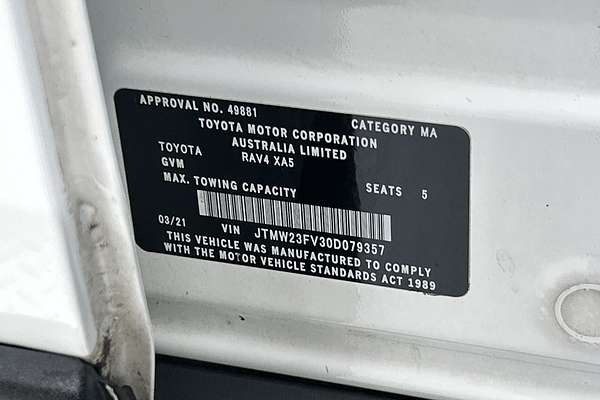 APPROVAL NO. 49881 CATEGORY MA
TOYOTA MOTOR CORPORATION
AUSTRALIA LIMITED
TOYOTA RAV4 XA5
GVM
MAX. TOWING CAPACITY SEATS 5
03/21 VIN JTMW23FV30D079357
THIS VEHICLE WAS MANUFACTURED TO COMPLY
WITH THE MOTOR VEHICLE STANDARDS ACT 1989